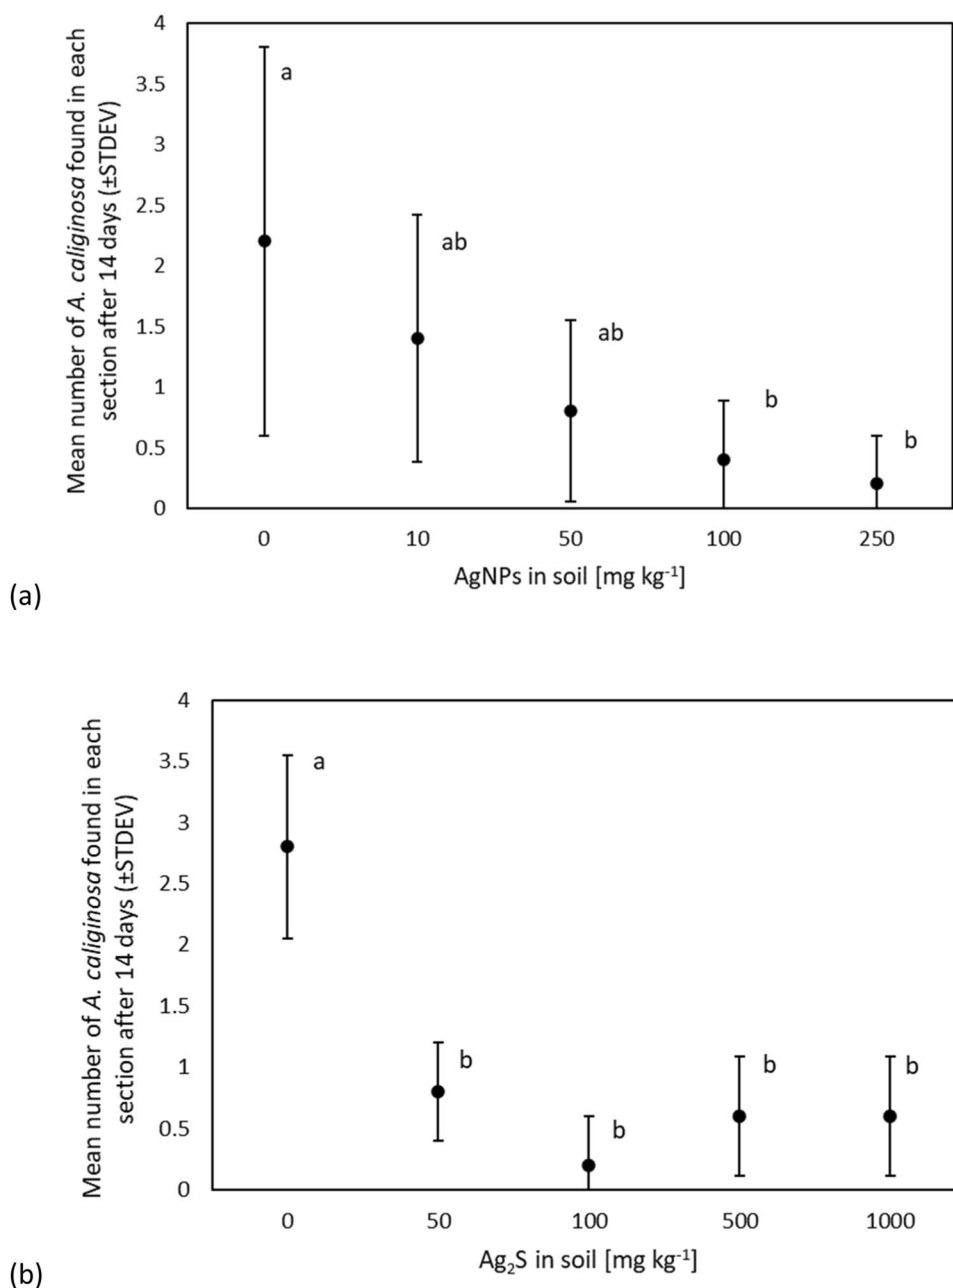 4
3.5
3
2.5
2
1.5
1
0.5
0
Mean number of A. caliginosa found in each
section after 14 days (±STDEV)
a
ab
ab
b
b
0 10 50 100 250
AgNPs in soil [mg kg⁻¹]
(a)
4
3.5
3
2.5
2
1.5
1
0.5
0
Mean number of A. caliginosa found in each
section after 14 days (±STDEV)
a
b
b
b
b
0 50 100 500 1000
Ag₂S in soil [mg kg⁻¹]
(b)